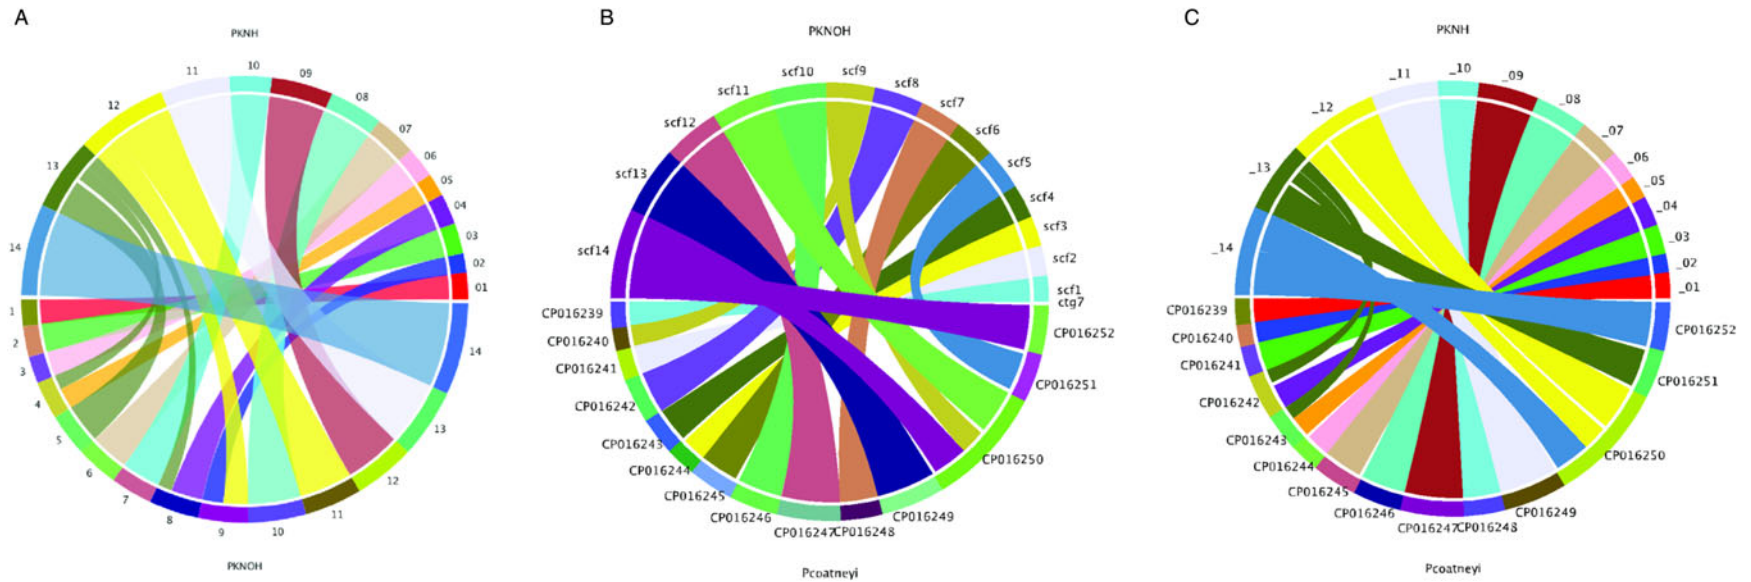 A
PKNH
14
13
12
11
10
09
08
07
06
05
04
03
02
01
1
2
3
4
5
6
7
8
9
10
11
12
13
14
PKNOH
B
PKNOH
scf14
scf13
scf12
scf11
scf10
scf9
scf8
scf7
scf6
scf5
scf4
scf3
scf2
scf1
ctg7
CP016239
CP016240
CP016241
CP016242
CP016243
CP016244
CP016245
CP016246
CP016247
CP016248
CP016249
CP016250
CP016251
CP016252
Pcoatneyi
C
PKNH
_14
_13
_12
_11
_10
_09
_08
_07
_06
_05
_04
_03
_02
_01
CP016239
CP016240
CP016241
CP016242
CP016243
CP016244
CP016245
CP016246
CP016247
CP016248
CP016249
CP016250
CP016251
CP016252
Pcoatneyi